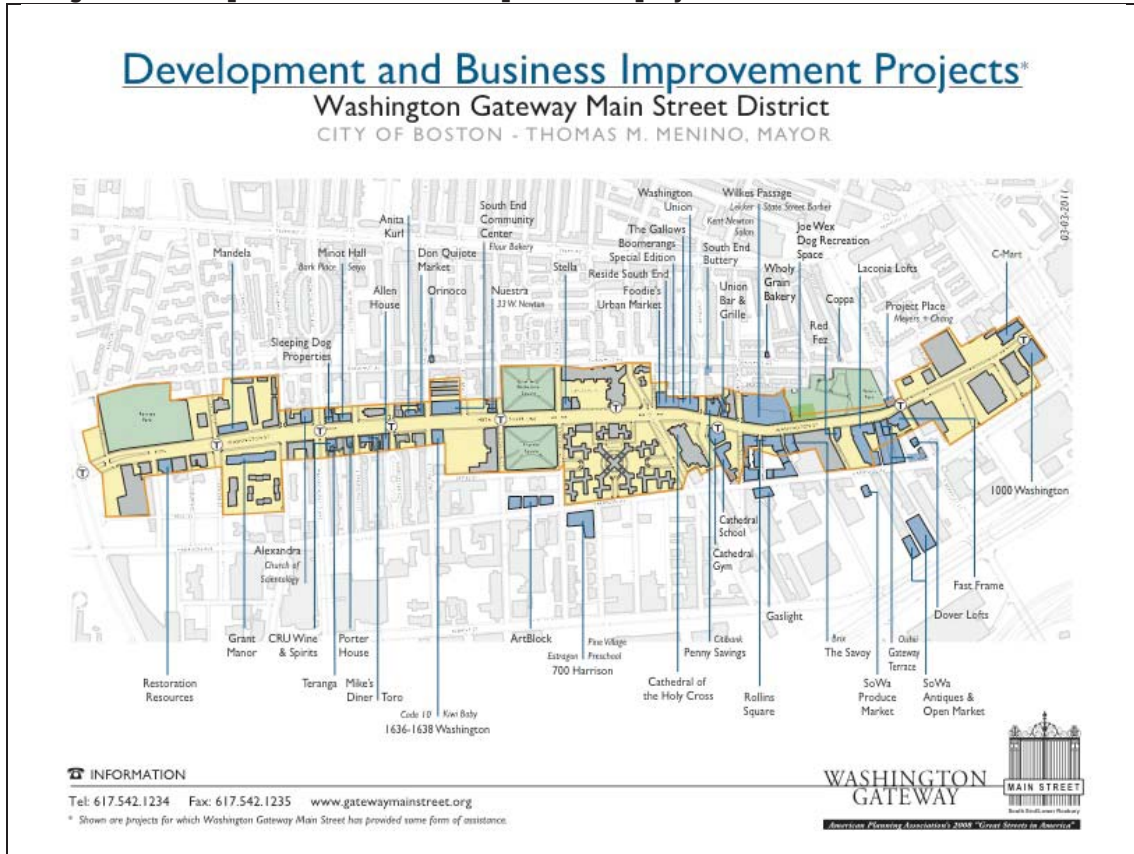 Development and Business Improvement Projects*
Washington Gateway Main Street District
CITY OF BOSTON - THOMAS M. MENINO, MAYOR
03-03-2011
Mandela
Sleeping Dog
Properties
Minot Hall
Bark Place
Seiyo
Allen
House
Anita
Kurl
Don Quijote
Market
Orinoco
South End
Community
Center
Flour Bakery
Nuestra
33 W. Newton
Stella
Washington
Union
The Gallows
Boomerangs
Special Edition
Reside South End
Foodie's
Urban Market
Wilkes Passage
Lekker
State Street Barber
Kent Newton
Salon
South End
Buttery
Union
Bar &
Grille
Wholy
Grain
Bakery
Joe Wex
Dog Recreation
Space
Red
Fez
Coppa
Laconia Lofts
Project Place
Meyers + Chang
C-Mart
T
T
T
T
T
T
T
T
T
WASHINGTON ST
1000 Washington
Fast Frame
Dover Lofts
Cathedral
School
Cathedral
Gym
Gaslight
Alexandra
Church of
Scientology
Restoration
Resources
Grant
Manor
CRU Wine
& Spirits
Teranga
Porter
House
Mike's
Diner
Toro
Code 10
Kiwi Baby
1636-1638 Washington
ArtBlock
Estragon
Pine Village
Preschool
700 Harrison
Cathedral of
the Holy Cross
Citibank
Penny Savings
Rollins
Square
Brix
The Savoy
SoWa
Produce
Market
Oishii
Gateway
Terrace
SoWa
Antiques &
Open Market
INFORMATION
Tel: 617.542.1234 Fax: 617.542.1235 www.gatewaymainstreet.org
* Shown are projects for which Washington Gateway Main Street has provided some form of assistance.
WASHINGTON
GATEWAY
MAIN STREET
South End/Lower Roxbury
American Planning Association's 2008 "Great Streets in America"